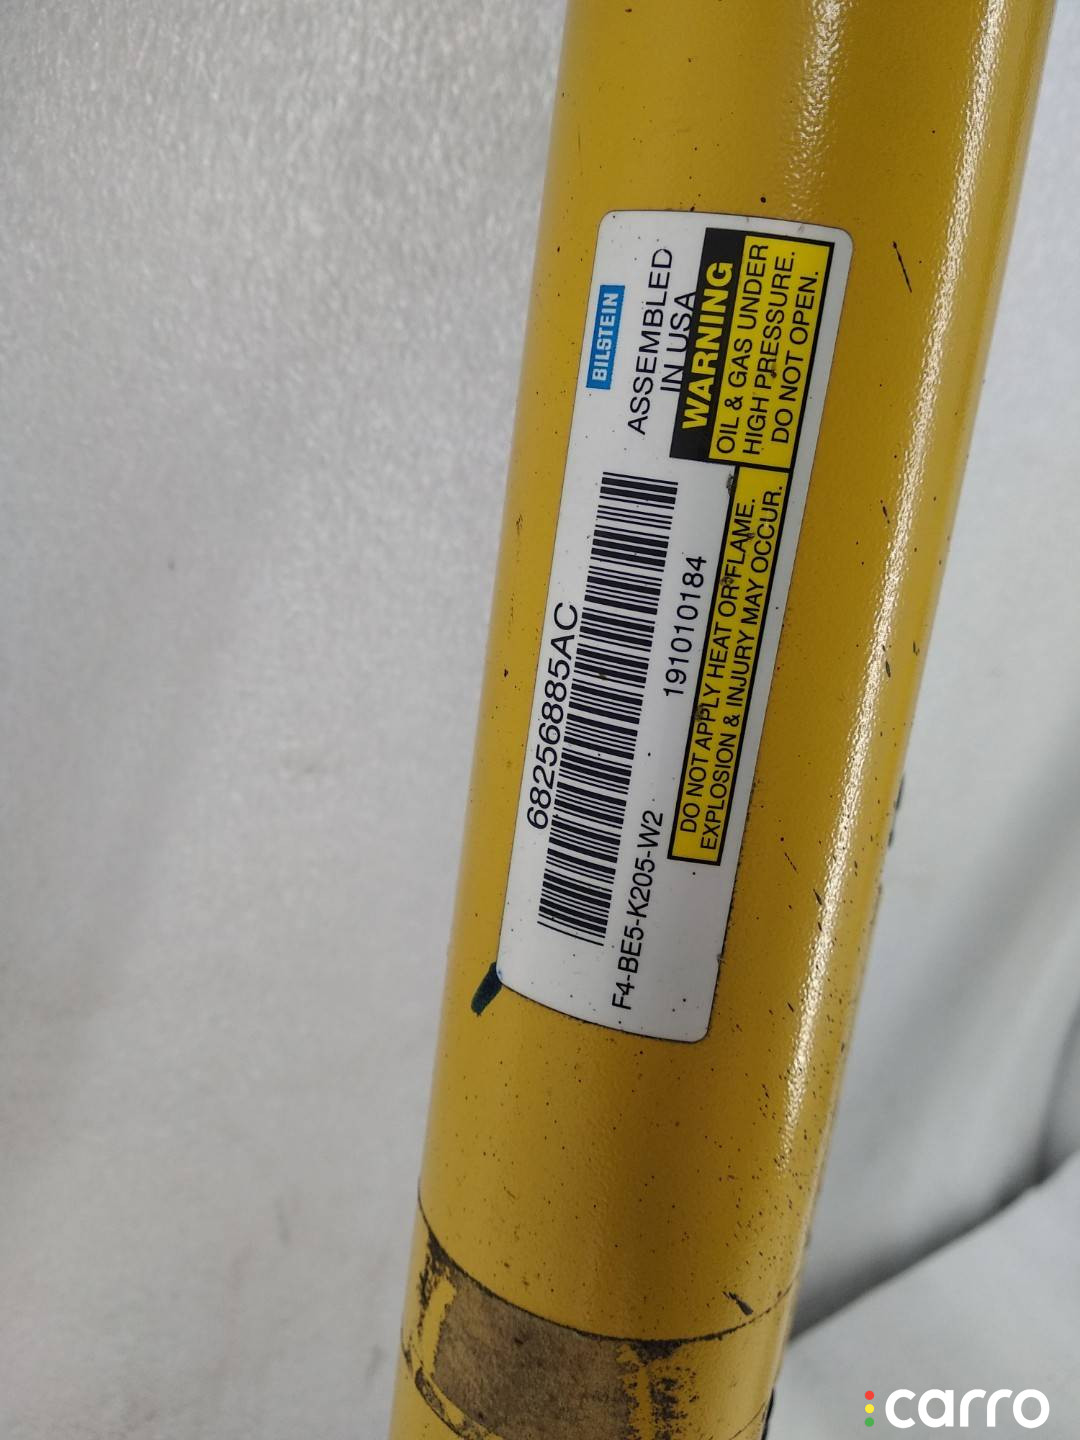 BILSTEIN
ASSEMBLED
IN USA
WARNING
OIL & GAS UNDER
HIGH PRESSURE.
DO NOT OPEN.
68256885AC
191010184
DO NOT APPLY HEAT OR FLAME.
EXPLOSION & INJURY MAY OCCUR.
F4-BE5-K205-W2
carro